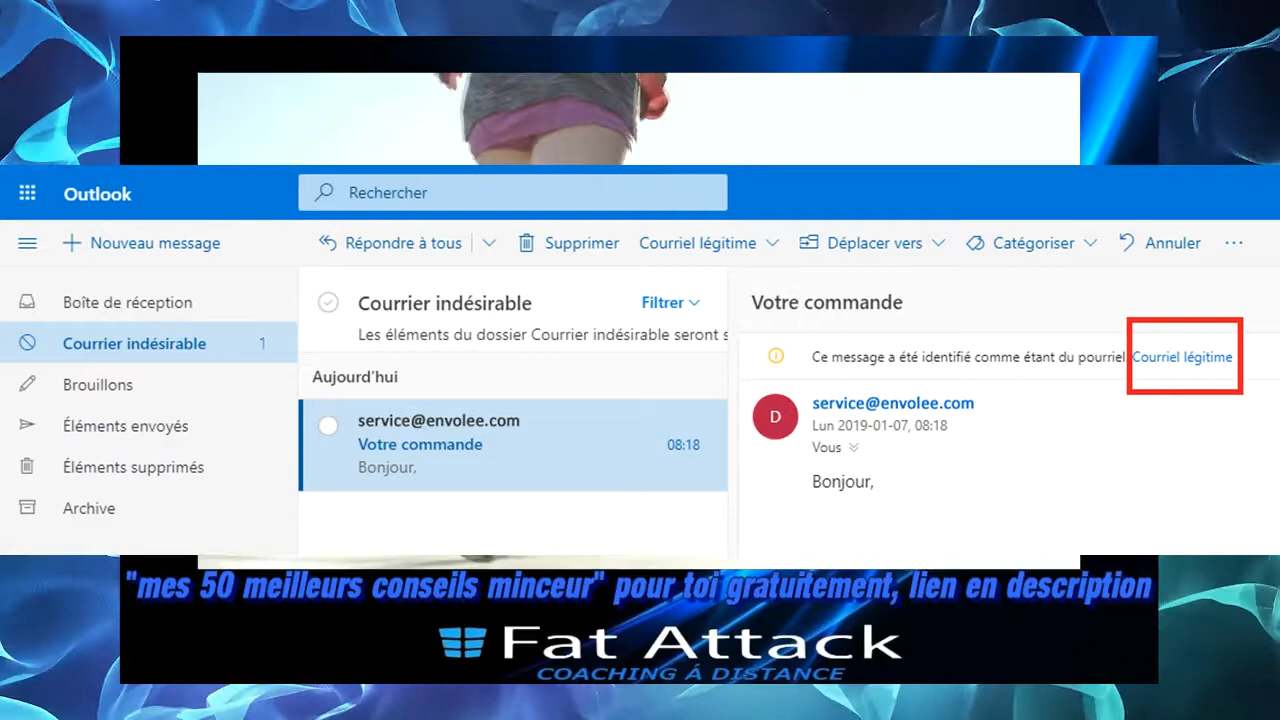 Outlook
Rechercher
Nouveau message
Répondre à tous
Supprimer
Courriel légitime
Déplacer vers
Catégoriser
Annuler
Boîte de réception
Courrier indésirable 1
Brouillons
Éléments envoyés
Éléments supprimés
Archive
Courrier indésirable
Filtrer
Les éléments du dossier Courrier indésirable seront s
Aujourd'hui
service@envolee.com
Votre commande 08:18
Bonjour,
Votre commande
Ce message a été identifié comme étant du pourriel. Courriel légitime
D
service@envolee.com
Lun 2019-01-07, 08:18
Vous
Bonjour,
"mes 50 meilleurs conseils minceur" pour toi gratuitement, lien en description
Fat Attack
COACHING Á DISTANCE